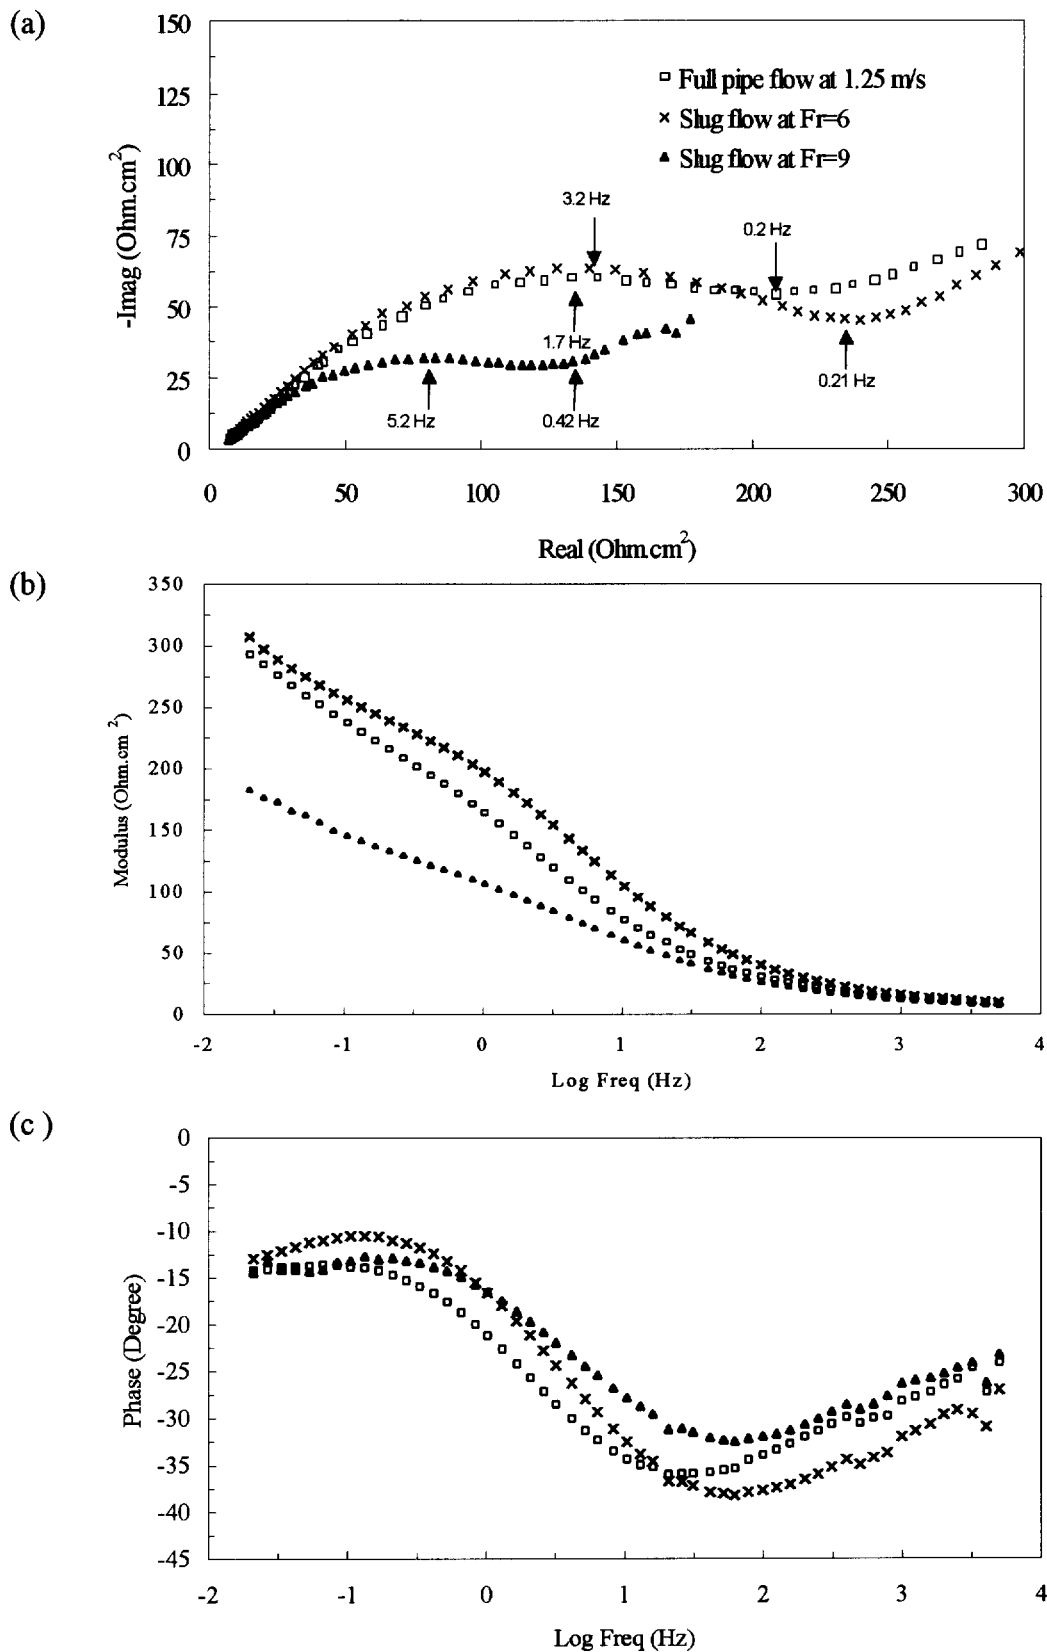 (a)
150
125
100
75
50
25
0
-Imag (Ohm.cm2)
Full pipe flow at 1.25 m/s
Slug flow at Fr=6
Slug flow at Fr=9
3.2 Hz
0.2 Hz
1.7 Hz
0.21 Hz
5.2 Hz
0.42 Hz
0 50 100 150 200 250 300
Real (Ohm.cm2)
(b)
350
300
250
200
150
100
50
0
Modulus (Ohm.cm 2)
-2 -1 0 1 2 3 4
Log Freq (Hz)
(c )
0
-5
-10
-15
-20
-25
-30
-35
-40
-45
Phase (Degree)
-2 -1 0 1 2 3 4
Log Freq (Hz)